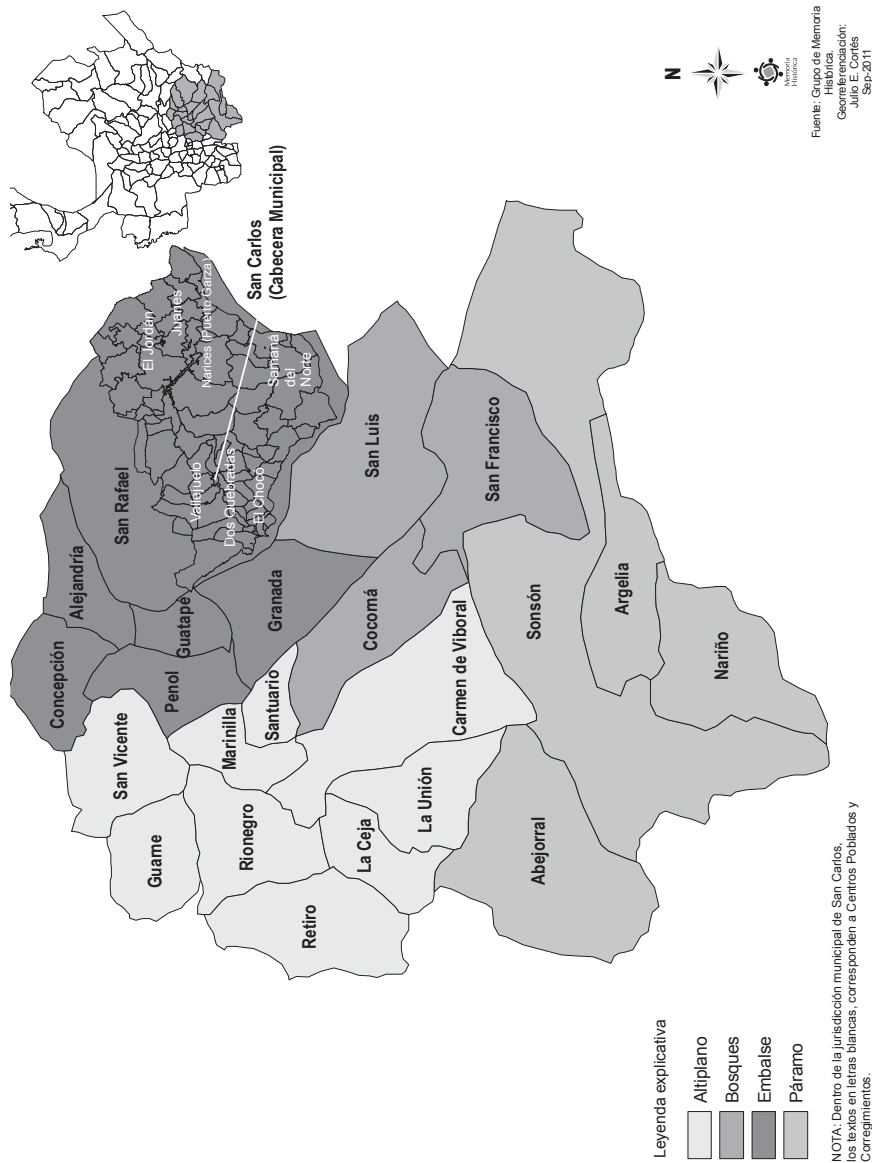 Concepción
Alejandría
San Rafael
San Vicente
Penol
Guatape
Guarne
Marinilla
Santuario
Granada
Rionegro
Retiro
La Ceja
La Unión
Carmen de Viboral
Cocorná
San Luis
San Francisco
Sonsón
Argelia
Nariño
Abejorral
El Jordán
Juanes
Narices (Puerto Garza)
Santaná
del
Norte
Vallejuelo
Dos Quebradas
El Chocó
San Carlos
(Cabecera Municipal)
N
Memoria
Histórica
Fuente: Grupo de Memoria
Histórica.
Georreferenciación:
Julio E. Cortés
Sep-2011
Leyenda explicativa
Altiplano
Bosques
Embalse
Páramo
NOTA: Dentro de la jurisdicción municipal de San Carlos,
los textos en letras blancas, corresponden a Centros Poblados y
Corregimientos.